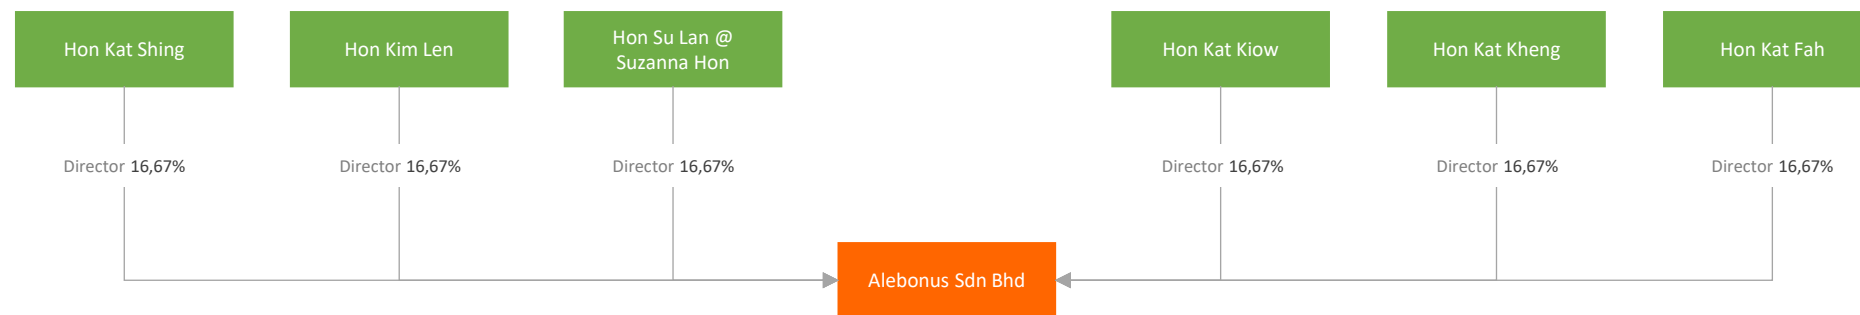 Hon Kat Shing
Hon Kim Len
Hon Su Lan @
Suzanna Hon
Hon Kat Kiow
Hon Kat Kheng
Hon Kat Fah
Director 16,67%
Director 16,67%
Director 16,67%
Director 16,67%
Director 16,67%
Director 16,67%
Alebonus Sdn Bhd